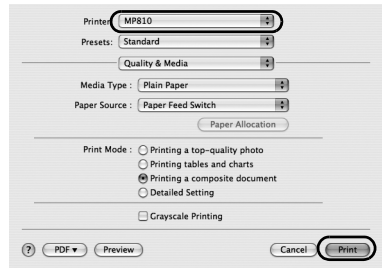 Printer: MP810
Presets: Standard
Quality & Media
Media Type : Plain Paper
Paper Source : Paper Feed Switch
Paper Allocation
Print Mode : Printing a top-quality photo
Printing tables and charts
Printing a composite document
Detailed Setting
Grayscale Printing
? PDF Preview Cancel Print